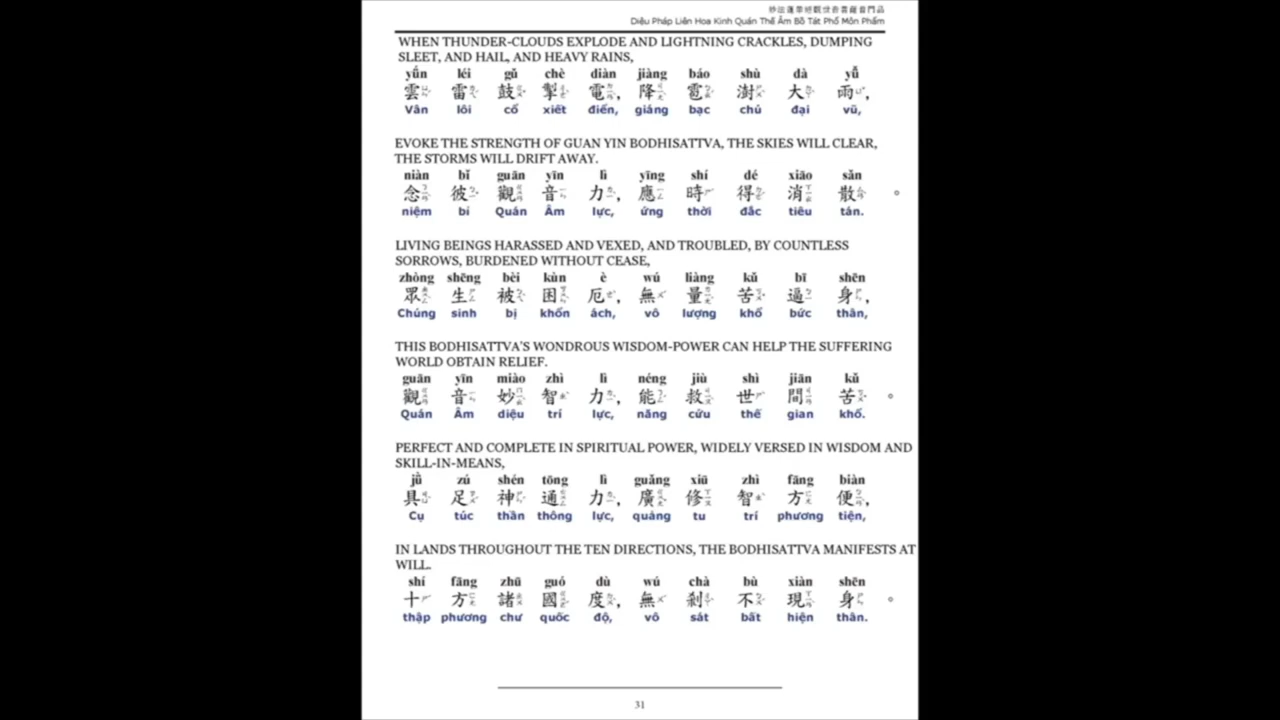 妙法蓮華經觀世音菩薩普門品
Diệu Pháp Liên Hoa Kinh Quán Thế Âm Bồ Tát Phổ Môn Phẩm
WHEN THUNDER-CLOUDS EXPLODE AND LIGHTNING CRACKLES, DUMPING
SLEET, AND HAIL, AND HEAVY RAINS,
yǘn léi gǔ chè diàn jiàng báo shù dà yǚ
雲 雷 鼓 掣 電, 降 雹 澍 大 雨,
Vân lôi cổ xiết điển, giáng bạc chú đại vũ,
EVOKE THE STRENGTH OF GUAN YIN BODHISATTVA, THE SKIES WILL CLEAR,
THE STORMS WILL DRIFT AWAY.
niàn bǐ guān yīn lì yīng shí dé xiāo sǎn
念 彼 觀 音 力, 應 時 得 消 散 。
niệm bỉ Quán Âm lực, ứng thời đắc tiêu tán.
LIVING BEINGS HARASSED AND VEXED, AND TROUBLED, BY COUNTLESS
SORROWS, BURDENED WITHOUT CEASE,
zhòng shēng bèi kùn è wú liàng kǔ bī shēn
眾 生 被 困 厄, 無 量 苦 逼 身,
Chúng sinh bị khổn ách, vô lượng khổ bức thân,
THIS BODHISATTVA'S WONDROUS WISDOM-POWER CAN HELP THE SUFFERING
WORLD OBTAIN RELIEF.
guān yīn miào zhì lì néng jiù shì jiān kǔ
觀 音 妙 智 力, 能 救 世 間 苦 。
Quán Âm diệu trí lực, năng cứu thế gian khổ.
PERFECT AND COMPLETE IN SPIRITUAL POWER, WIDELY VERSED IN WISDOM AND
SKILL-IN-MEANS,
jǜ zú shén tōng lì guǎng xiū zhì fāng biàn
具 足 神 通 力, 廣 修 智 方 便,
Cụ túc thần thông lực, quảng tu trí phương tiện,
IN LANDS THROUGHOUT THE TEN DIRECTIONS, THE BODHISATTVA MANIFESTS AT
WILL.
shí fāng zhū guó dù wú chà bù xiàn shēn
十 方 諸 國 度, 無 剎 不 現 身 。
thập phương chư quốc độ, vô sát bất hiện thân.
31